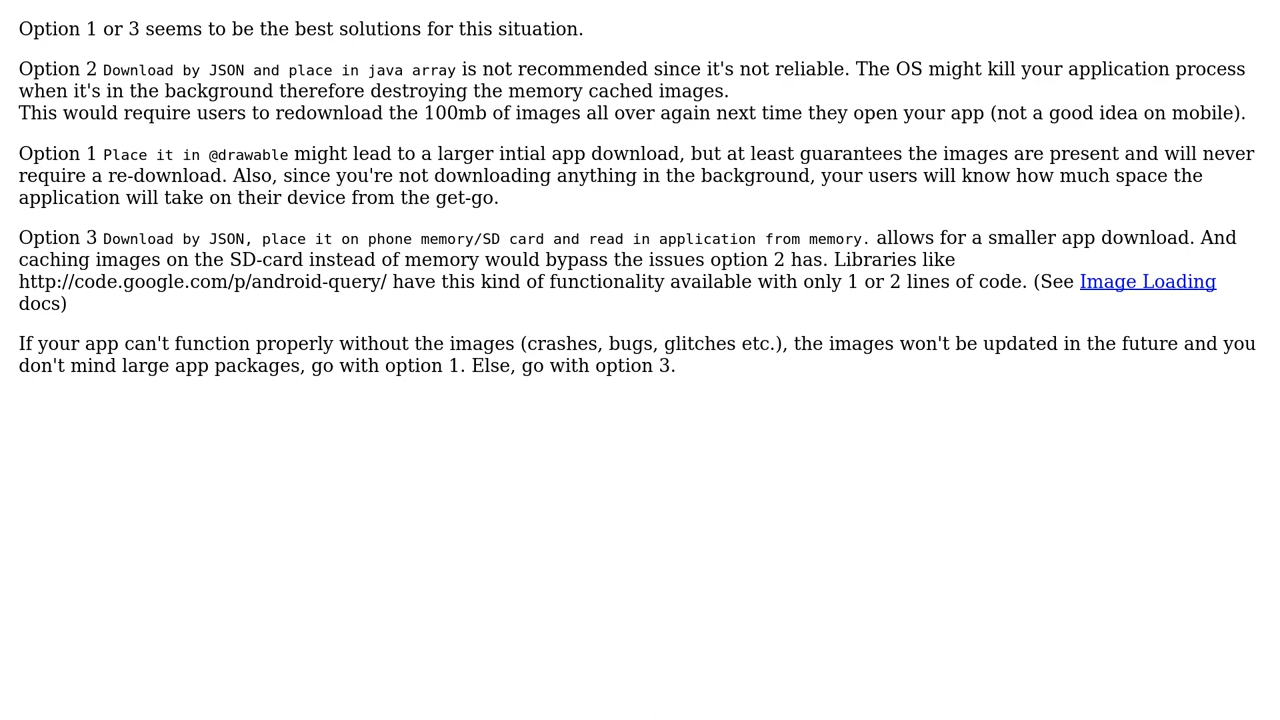 Option 1 or 3 seems to be the best solutions for this situation.
Option 2 Download by JSON and place in java array is not recommended since it's not reliable. The OS might kill your application process
when it's in the background therefore destroying the memory cached images.
This would require users to redownload the 100mb of images all over again next time they open your app (not a good idea on mobile).
Option 1 Place it in @drawable might lead to a larger intial app download, but at least guarantees the images are present and will never
require a re-download. Also, since you're not downloading anything in the background, your users will know how much space the
application will take on their device from the get-go.
Option 3 Download by JSON, place it on phone memory/SD card and read in application from memory. allows for a smaller app download. And
caching images on the SD-card instead of memory would bypass the issues option 2 has. Libraries like
http://code.google.com/p/android-query/ have this kind of functionality available with only 1 or 2 lines of code. (See Image Loading
docs)
If your app can't function properly without the images (crashes, bugs, glitches etc.), the images won't be updated in the future and you
don't mind large app packages, go with option 1. Else, go with option 3.